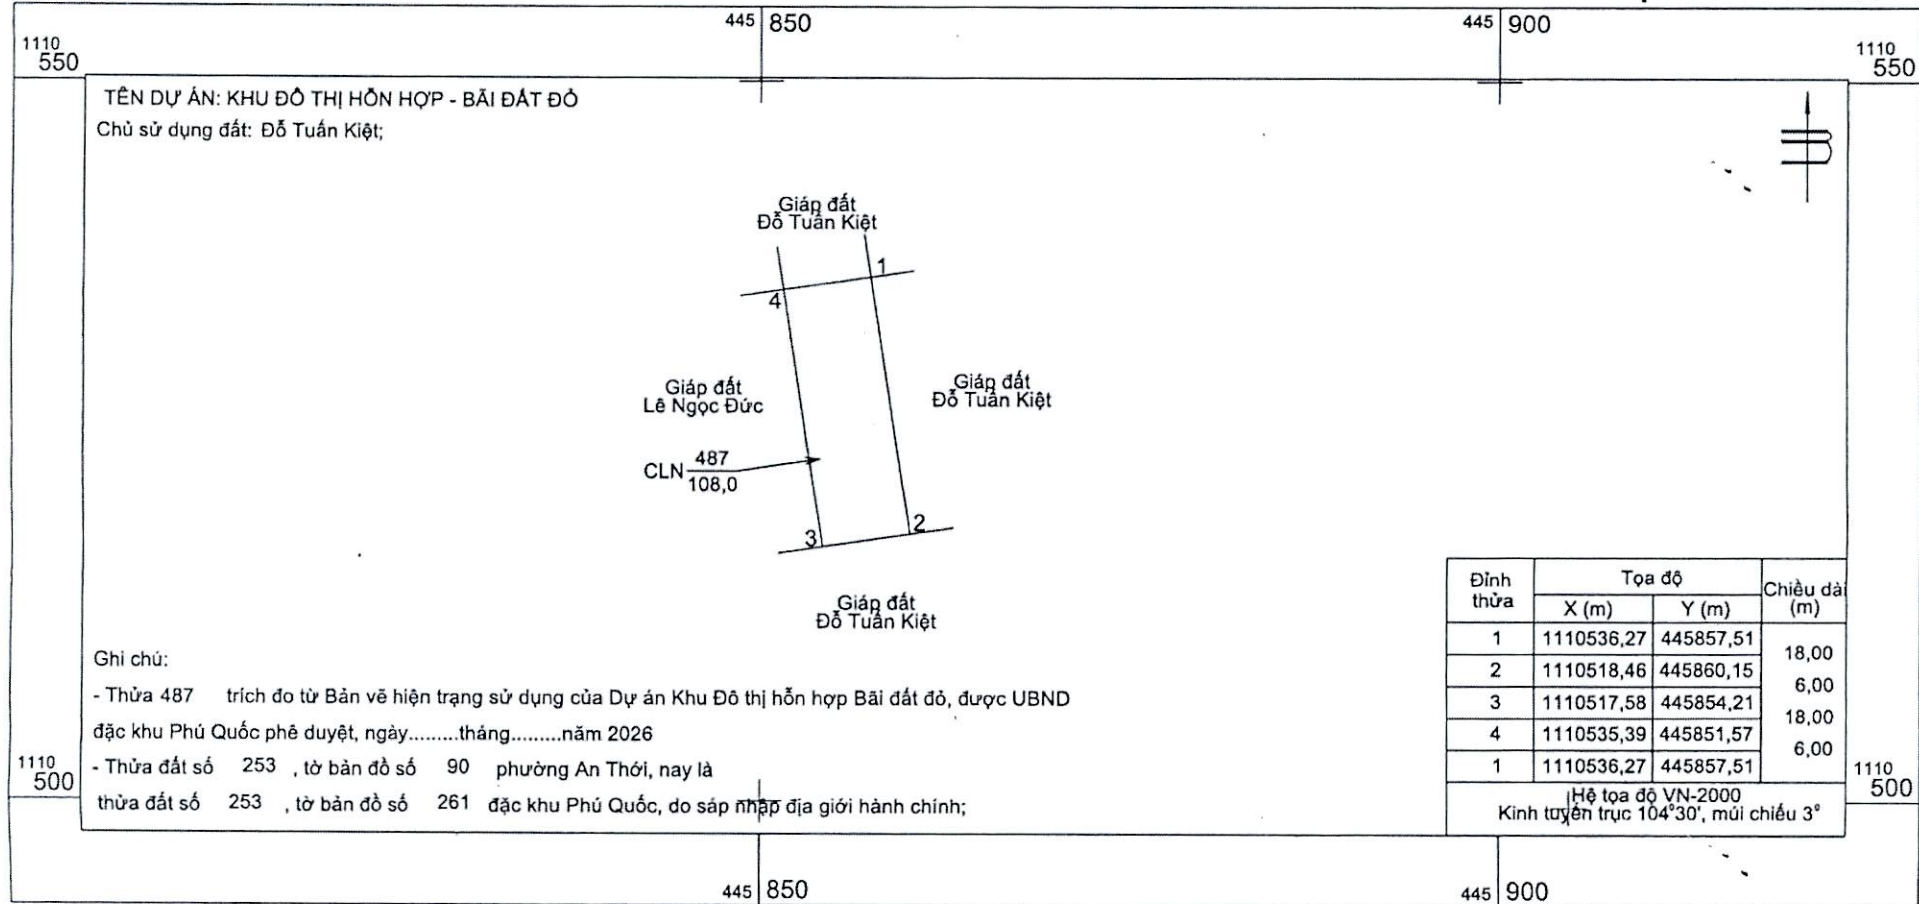 445 850
445 900
1110
550
1110
550
TÊN DỰ ÁN: KHU ĐÔ THỊ HỖN HỢP - BÃI ĐẤT ĐỎ
Chủ sử dụng đất: Đỗ Tuấn Kiệt;
Giáp đất
Đỗ Tuấn Kiệt
1
4
Giáp đất
Lê Ngọc Đức
Giáp đất
Đỗ Tuấn Kiệt
CLN 487
108,0
2
3
Giáp đất
Đỗ Tuấn Kiệt
Đỉnh thửa Tọa độ Chiều dài (m)
X (m) Y (m)
1 1110536,27 445857,51
18,00
2 1110518,46 445860,15
6,00
3 1110517,58 445854,21
18,00
4 1110535,39 445851,57
6,00
1 1110536,27 445857,51
Hệ tọa độ VN-2000
Kinh tuyến trục 104°30', múi chiếu 3°
Ghi chú:
- Thửa 487 trích đo từ Bản vẽ hiện trạng sử dụng của Dự án Khu Đô thị hỗn hợp Bãi đất đỏ, được UBND
đặc khu Phú Quốc phê duyệt, ngày.........tháng.........năm 2026
- Thửa đất số 253 , tờ bản đồ số 90 phường An Thới, nay là
thửa đất số 253 , tờ bản đồ số 261 đặc khu Phú Quốc, do sáp nhập địa giới hành chính;
1110
500
1110
500
445 850
445 900